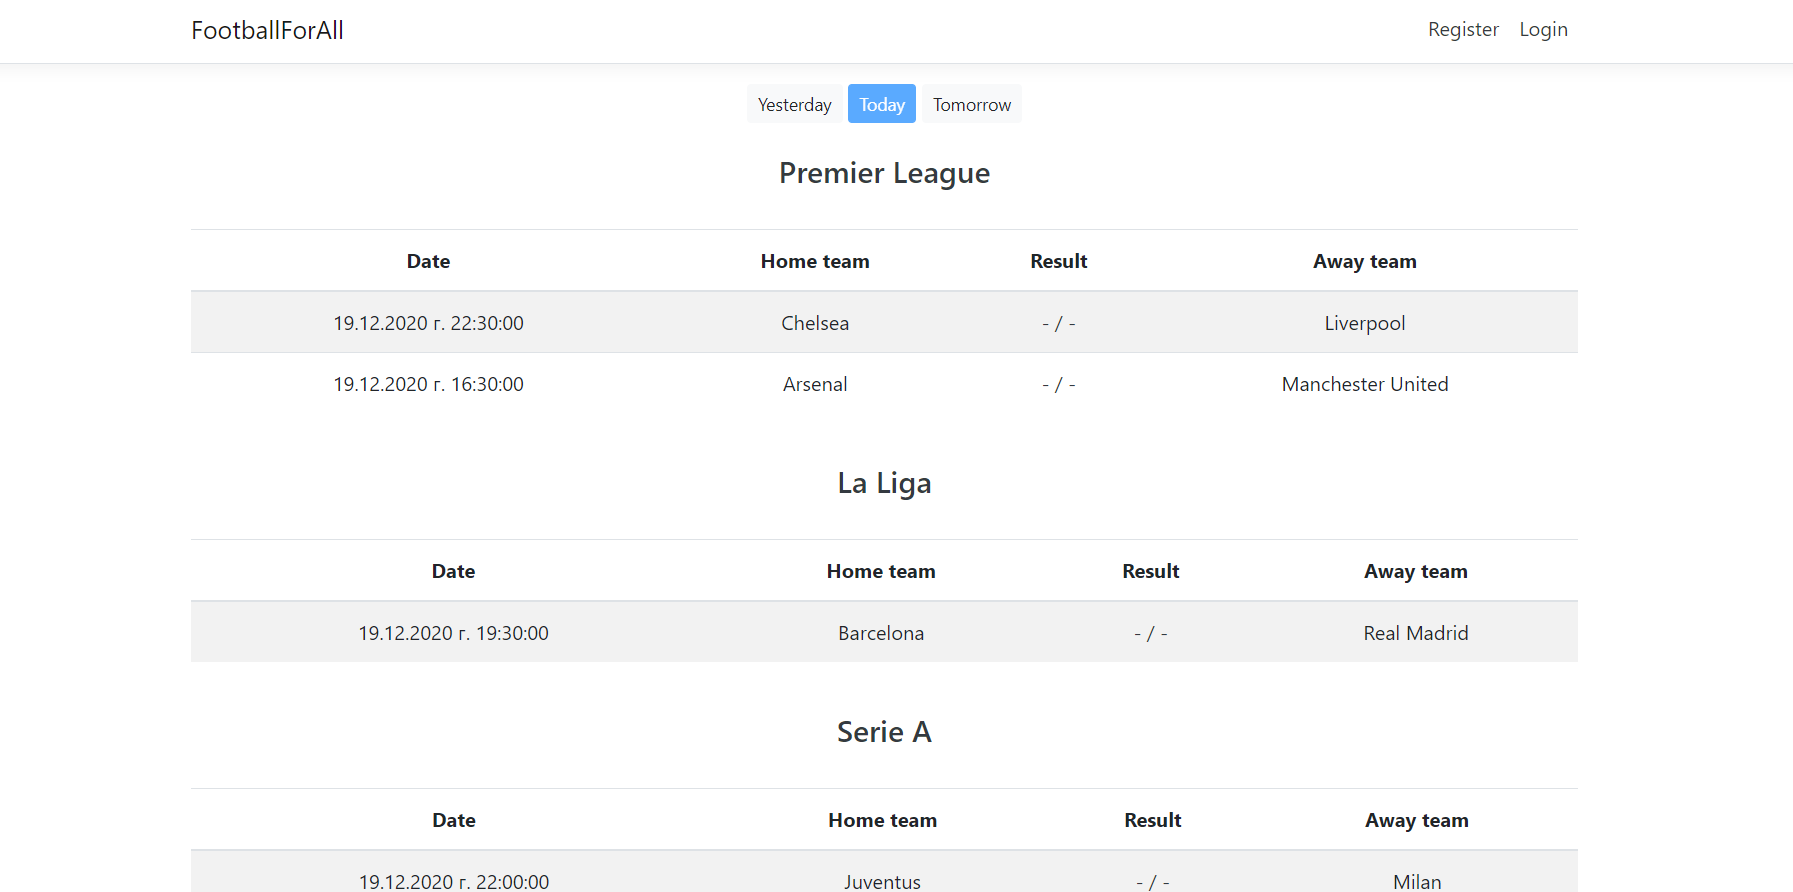 FootballForAll Register Login
Yesterday Today Tomorrow
Premier League
Date Home team Result Away team
19.12.2020 г. 22:30:00 Chelsea - / - Liverpool
19.12.2020 г. 16:30:00 Arsenal - / - Manchester United
La Liga
Date Home team Result Away team
19.12.2020 г. 19:30:00 Barcelona - / - Real Madrid
Serie A
Date Home team Result Away team
19.12.2020 г. 22:00:00 Juventus - / - Milan